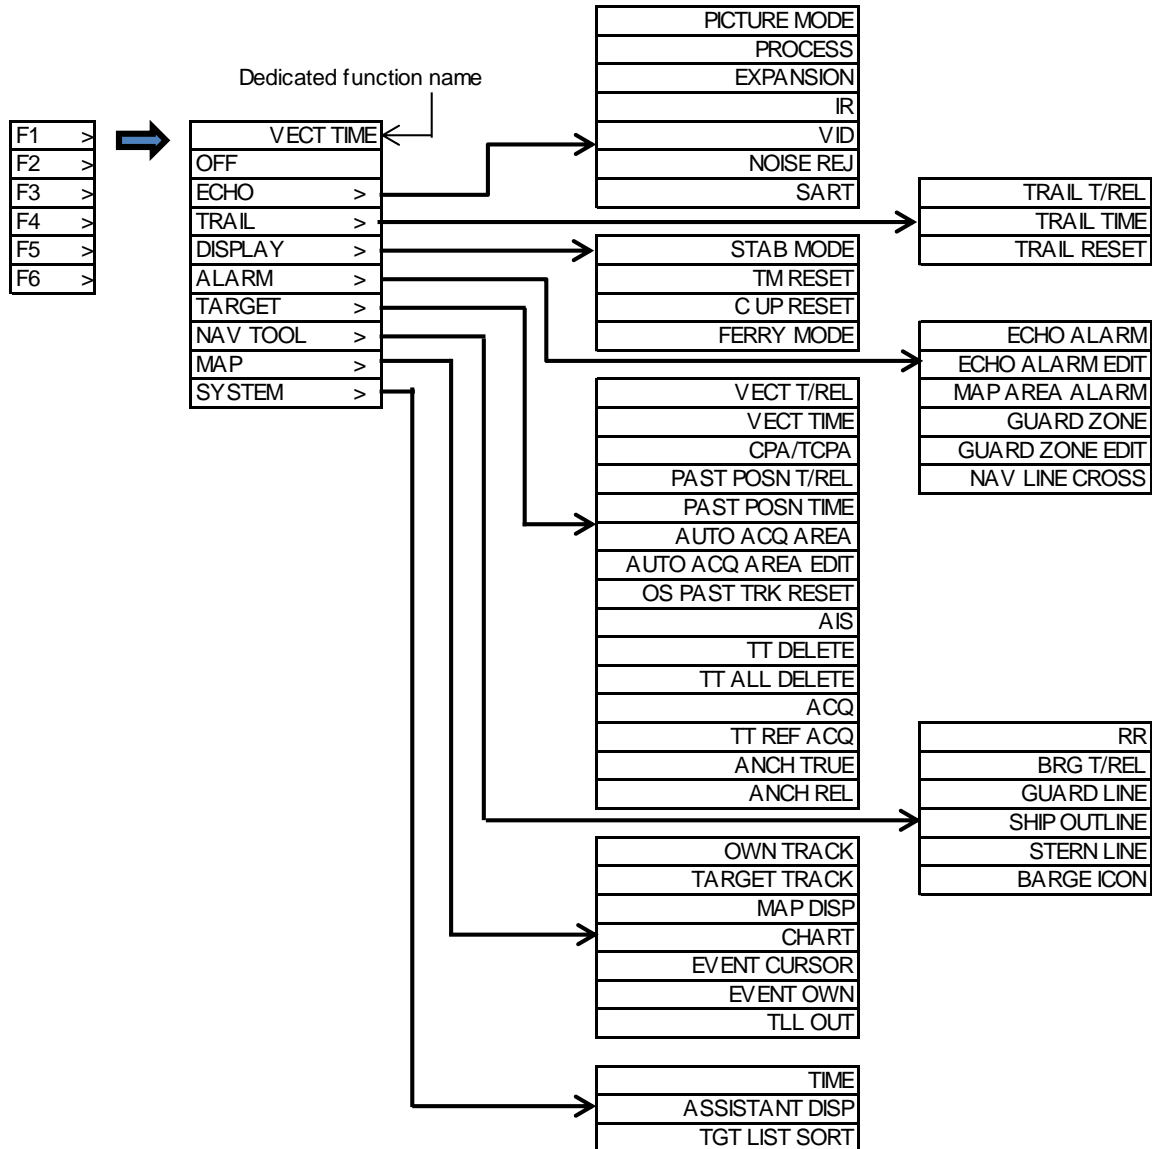 Dedicated function name
F1 >
F2 >
F3 >
F4 >
F5 >
F6 >
VECT TIME
OFF
ECHO >
TRAIL >
DISPLAY >
ALARM >
TARGET >
NAV TOOL >
MAP >
SYSTEM >
PICTURE MODE
PROCESS
EXPANSION
IR
VID
NOISE REJ
SART
TRAIL T/REL
TRAIL TIME
TRAIL RESET
STAB MODE
TM RESET
C UP RESET
FERRY MODE
ECHO ALARM
ECHO ALARM EDIT
MAP AREA ALARM
GUARD ZONE
GUARD ZONE EDIT
NAV LINE CROSS
VECT T/REL
VECT TIME
CPA/TCPA
PAST POSN T/REL
PAST POSN TIME
AUTO ACQ AREA
AUTO ACQ AREA EDIT
OS PAST TRK RESET
AIS
TT DELETE
TT ALL DELETE
ACQ
TT REF ACQ
ANCH TRUE
ANCH REL
RR
BRG T/REL
GUARD LINE
SHIP OUTLINE
STERN LINE
BARGE ICON
OWN TRACK
TARGET TRACK
MAP DISP
CHART
EVENT CURSOR
EVENT OWN
TLL OUT
TIME
ASSISTANT DISP
TGT LIST SORT